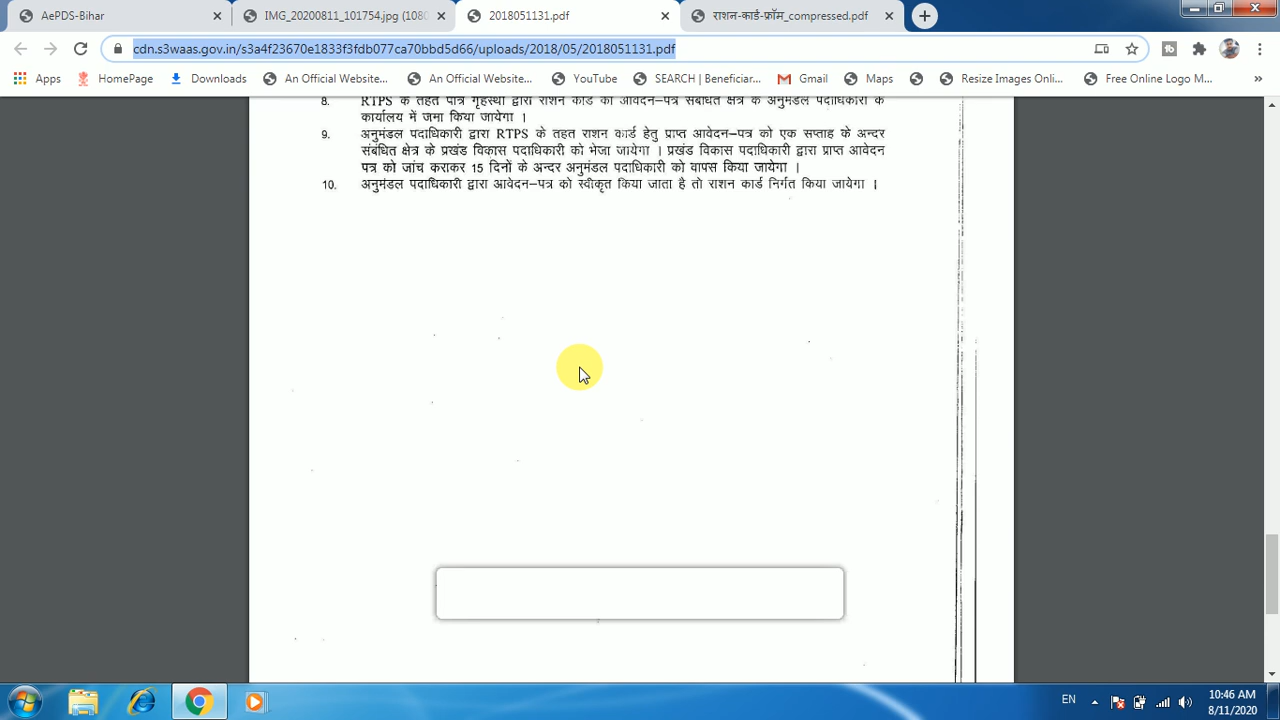 AePDS-Bihar
IMG_20200811_101754.jpg (1080
2018051131.pdf
राशन-कार्ड-फ्रॉम_compressed.pdf
cdn.s3waas.gov.in/s3a4f23670e1833f3fdb077ca70bbd5d66/uploads/2018/05/2018051131.pdf
Apps
HomePage
Downloads
An Official Website...
An Official Website...
YouTube
SEARCH | Beneficiar...
Gmail
Maps
Resize Images Onli...
Free Online Logo M...
8. RTPS के तहत पात्र गृहस्थी द्वारा राशन कार्ड का आवेदन–पत्र संबंधित क्षेत्र के अनुमंडल पदाधिकारी के
कार्यालय में जमा किया जायेगा ।
9. अनुमंडल पदाधिकारी द्वारा RTPS के तहत राशन कार्ड हेतु प्राप्त आवेदन–पत्र को एक सप्ताह के अन्दर
संबंधित क्षेत्र के प्रखंड विकास पदाधिकारी को भेजा जायेगा । प्रखंड विकास पदाधिकारी द्वारा प्राप्त आवेदन
पत्र को जांच कराकर 15 दिनों के अन्दर अनुमंडल पदाधिकारी को वापस किया जायेगा ।
10. अनुमंडल पदाधिकारी द्वारा आवेदन–पत्र को स्वीकृत किया जाता है तो राशन कार्ड निर्गत किया जायेगा ।
EN
10:46 AM
8/11/2020